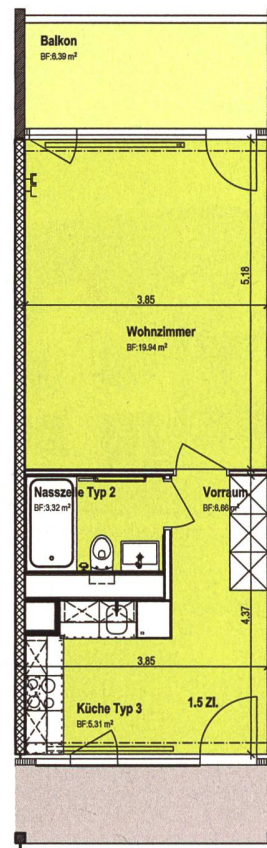 Balkon
BF:6.39 m²
5.18
3.85
Wohnzimmer
BF:19.94 m²
Nasszelle Typ 2
BF:3,32 m²
Vorraum
BF:6,66 m²
4.37
3.85
Küche Typ 3
BF:5.31 m²
1.5 ZI.